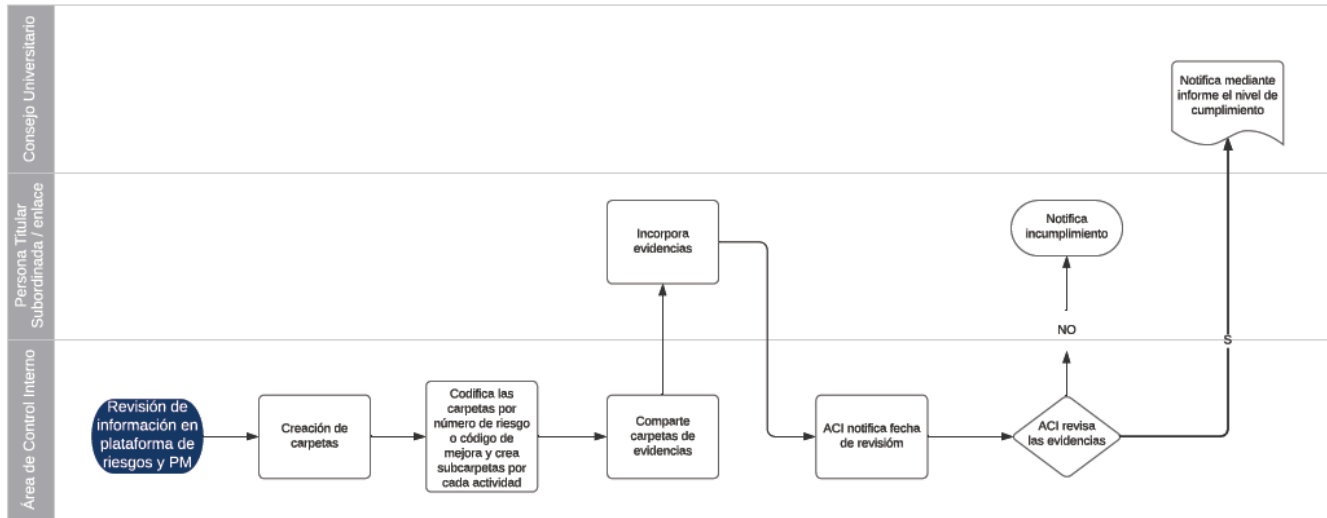 Consejo Universitario
Notifica mediante
informe el nivel de
cumplimiento
Persona Titular
Subordinada / enlace
Incorpora
evidencias
Notifica
incumplimiento
NO
S
Área de Control Interno
Revisión de
información en
plataforma de
riesgos y PM
Creación de
carpetas
Codifica las
carpetas por
número de riesgo
o código de
mejora y crea
subcarpetas por
cada actividad
Comparte
carpetas de
evidencias
ACI notifica fecha
de revisióm
ACI revisa
las evidencias